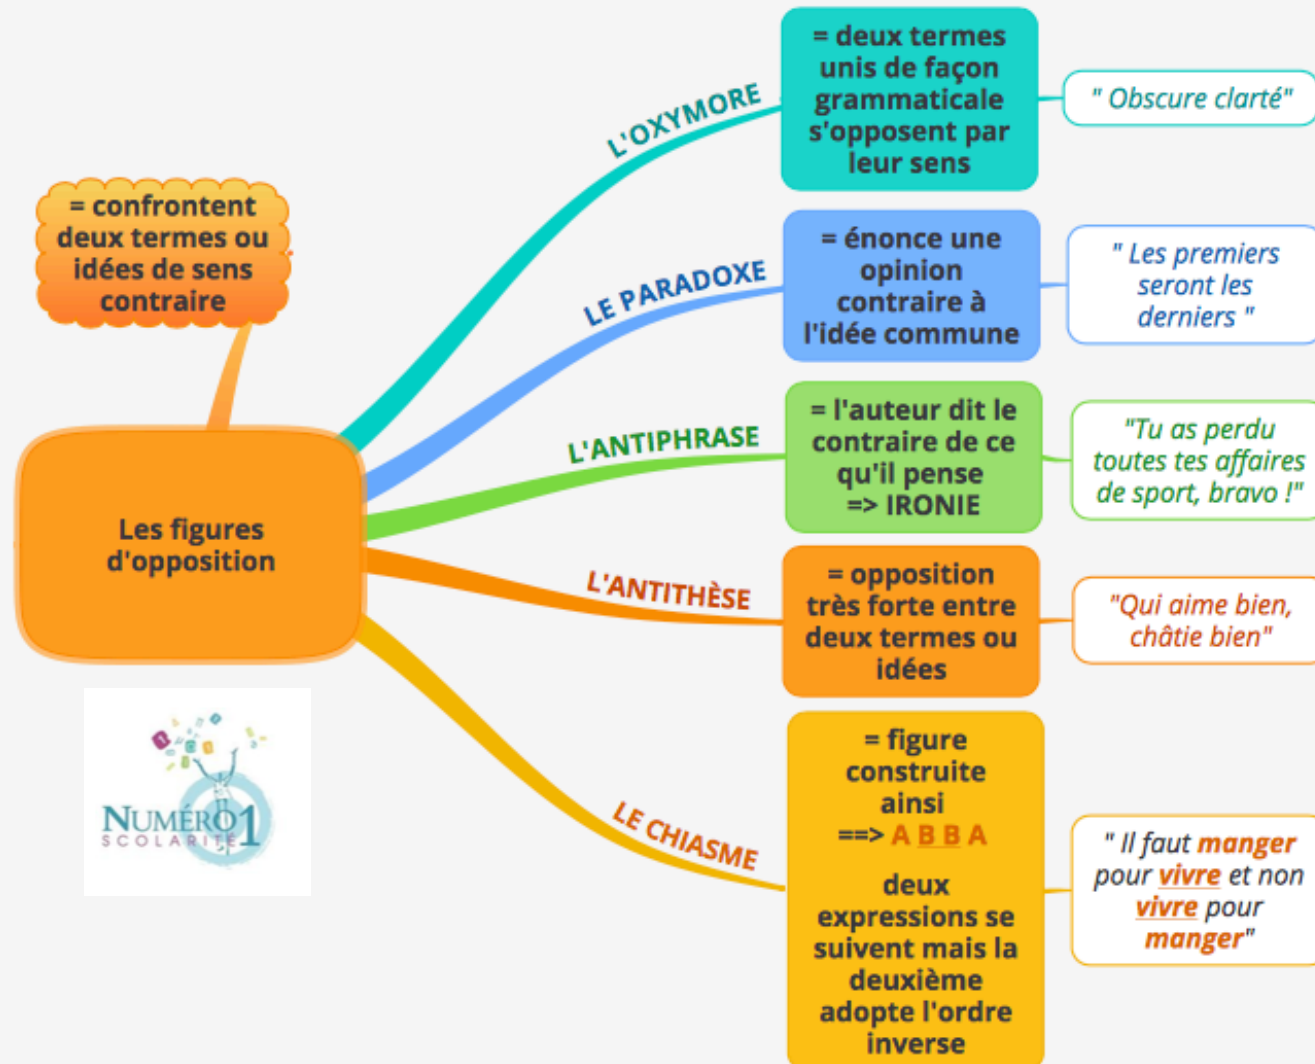 = confrontent
deux termes ou
idées de sens
contraire
Les figures
d'opposition
NUMÉRO1
SCOLARITÉ
L'OXYMORE
= deux termes
unis de façon
grammaticale
s'opposent par
leur sens
" Obscure clarté"
LE PARADOXE
= énonce une
opinion
contraire à
l'idée commune
" Les premiers
seront les
derniers "
L'ANTIPHRASE
= l'auteur dit le
contraire de ce
qu'il pense
=> IRONIE
"Tu as perdu
toutes tes affaires
de sport, bravo !"
L'ANTITHÈSE
= opposition
très forte entre
deux termes ou
idées
"Qui aime bien,
châtie bien"
LE CHIASME
= figure
construite
ainsi
==> A B B A
deux
expressions se
suivent mais la
deuxième
adopte l'ordre
inverse
" Il faut manger
pour vivre et non
vivre pour
manger"